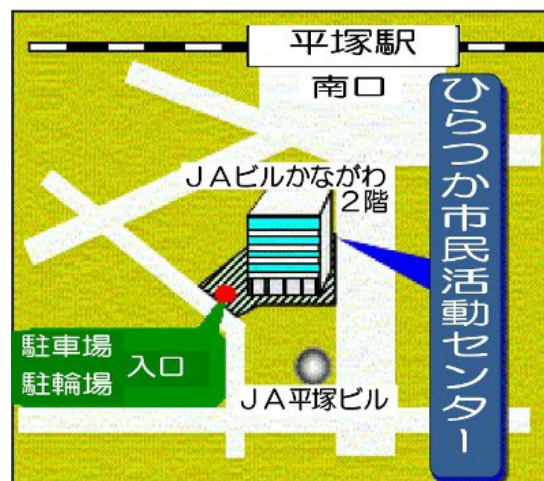 平塚駅
南口
ひらつか市民活動センター
JAビルかながわ
2階
駐車場
駐輪場
入口
JA平塚ビル